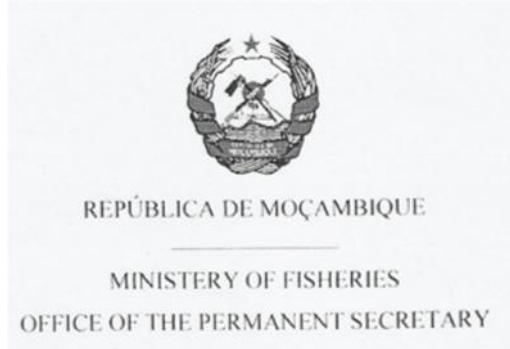 REPÚBLICA DE MOÇAMBIQUE
MINISTERY OF FISHERIES
OFFICE OF THE PERMANENT SECRETARY